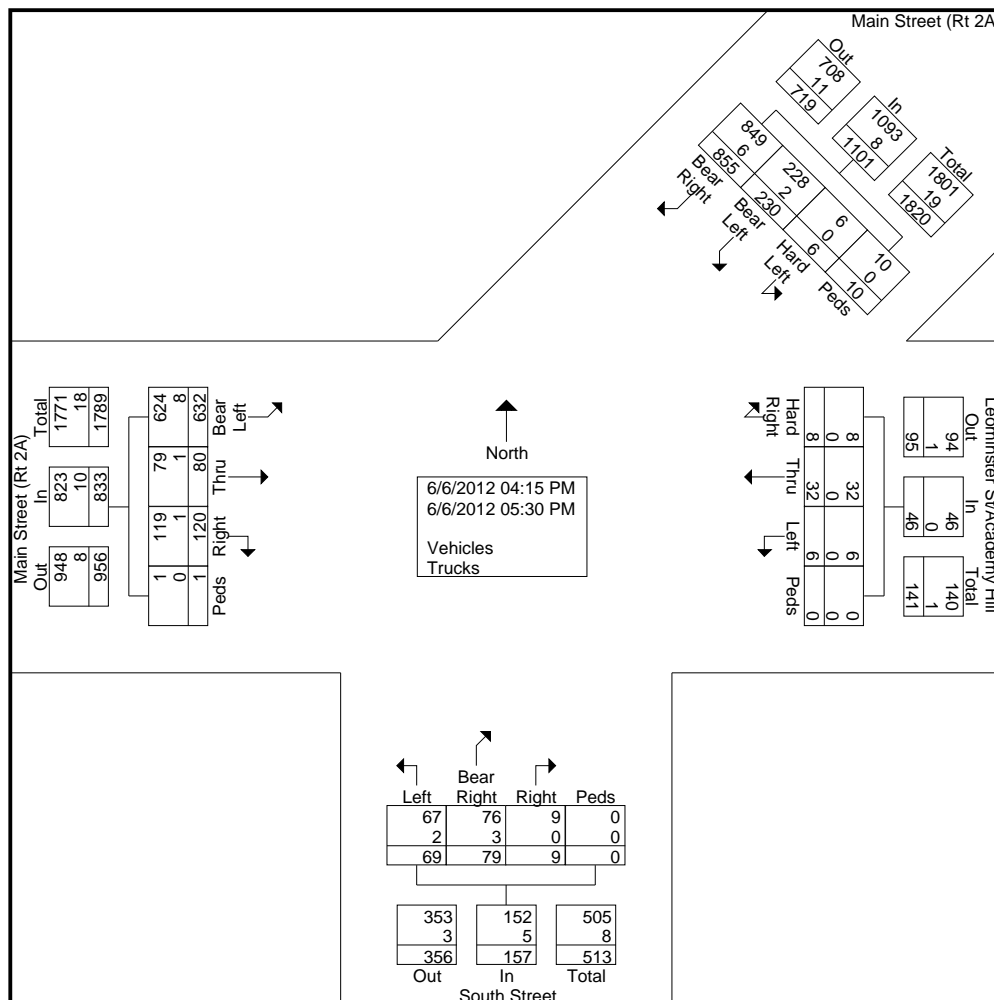 Main Street (Rt 2A
Out
708
11
719
In
1093
8
1101
Total
1801
19
1820
849
6
855
Bear
Right
228
2
230
Bear
Left
6
0
6
Hard
Left
10
0
10
Peds
Main Street (Rt 2A)
Total
1771
18
1789
In
823
10
833
Out
948
8
956
624
8
632
Bear
Left
79
1
80
Thru
119
1
120
Right
1
0
1
Peds
North
6/6/2012 04:15 PM
6/6/2012 05:30 PM
Vehicles
Trucks
Hard
Right
8
0
8
Thru
32
0
32
Left
6
0
6
Peds
0
0
0
Leominster St/Academy Hill
Out
94
1
95
In
46
0
46
Total
140
1
141
Left
Bear
Right
Right
Peds
67 76 9 0
2 3 0 0
69 79 9 0
353 152 505
3 5 8
356 157 513
Out In Total
South Street